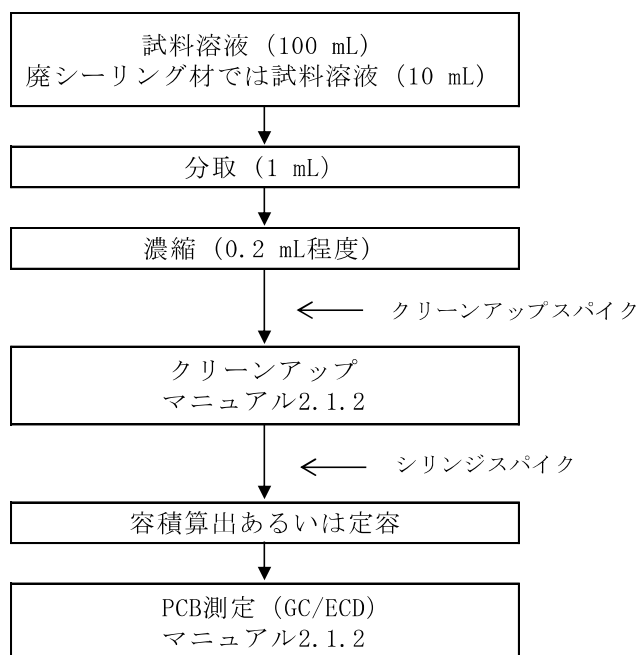 試料溶液（100 mL）
廃シーリング材では試料溶液（10 mL）
分取（1 mL）
濃縮（0.2 mL程度）
クリーンアップスパイク
クリーンアップ
マニュアル2.1.2
シリンジスパイク
容積算出あるいは定容
PCB測定（GC/ECD）
マニュアル2.1.2